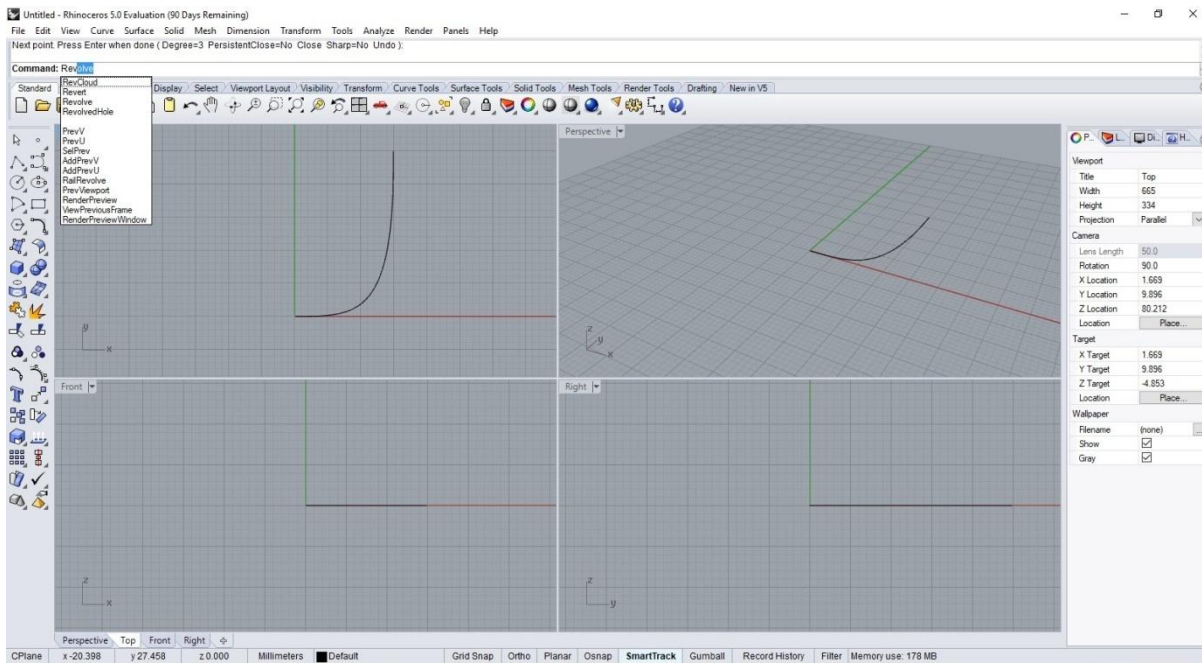 Untitled - Rhinoceros 5.0 Evaluation (90 Days Remaining)
File Edit View Curve Surface Solid Mesh Dimension Transform Tools Analyze Render Panels Help
Next point. Press Enter when done ( Degree=3 PersistentClose=No Close Sharp=No Undo ):
Command: Revolve
Standard Display Select Viewport Layout Visibility Transform Curve Tools Surface Tools Solid Tools Mesh Tools Render Tools Drafting New in V5
RevCloud
Revert
Revolve
RevolvedHole
PrevV
PrevU
SelPrev
AddPrevV
AddPrevU
RailRevolve
PrevViewport
RenderPreview
ViewPreviousFrame
RenderPreviewWindow
y
x
Perspective
z
y
x
Front
z
x
Right
z
y
P... L... Di... H...
Viewport
Title Top
Width 665
Height 334
Projection Parallel
Camera
Lens Length 50.0
Rotation 90.0
X Location 1.669
Y Location 9.896
Z Location 80.212
Location Place...
Target
X Target 1.669
Y Target 9.896
Z Target -4.853
Location Place...
Wallpaper
Filename (none) ...
Show
Gray
Perspective Top Front Right
CPlane x -20.398 y 27.458 z 0.000 Millimeters Default Grid Snap Ortho Planar Osnap SmartTrack Gumball Record History Filter Memory use: 178 MB